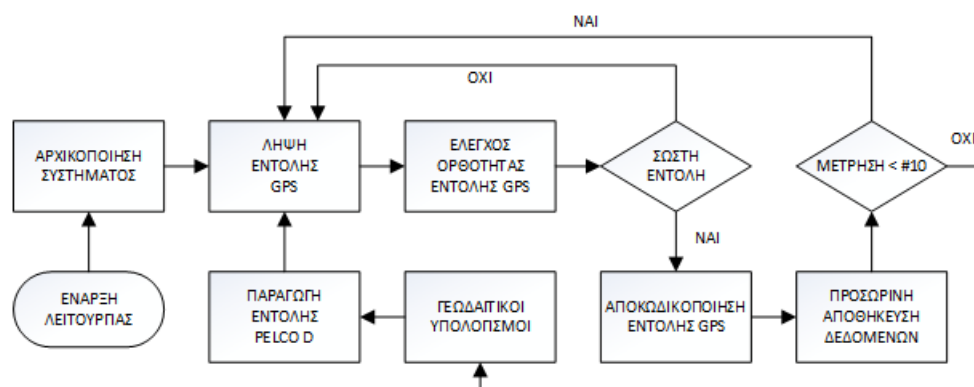 ΝΑΙ
ΟΧΙ
ΑΡΧΙΚΟΠΟΙΗΣΗ
ΣΥΣΤΗΜΑΤΟΣ
ΛΗΨΗ
ΕΝΤΟΛΗΣ
GPS
ΕΛΕΓΧΟΣ
ΟΡΘΟΤΗΤΑΣ
ΕΝΤΟΛΗΣ GPS
ΣΩΣΤΗ
ΕΝΤΟΛΗ
ΜΕΤΡΗΣΗ < #10
ΟΧΙ
ΝΑΙ
ΕΝΑΡΞΗ
ΛΕΙΤΟΥΡΓΙΑΣ
ΠΑΡΑΓΩΓΗ
ΕΝΤΟΛΗΣ
PELCO D
ΓΕΩΔΑΙΤΙΚΟΙ
ΥΠΟΛΟΓΙΣΜΟΙ
ΑΠΟΚΩΔΙΚΟΠΟΙΗΣΗ
ΕΝΤΟΛΗΣ GPS
ΠΡΟΣΩΡΙΝΗ
ΑΠΟΘΗΚΕΥΣΗ
ΔΕΔΟΜΕΝΩΝ